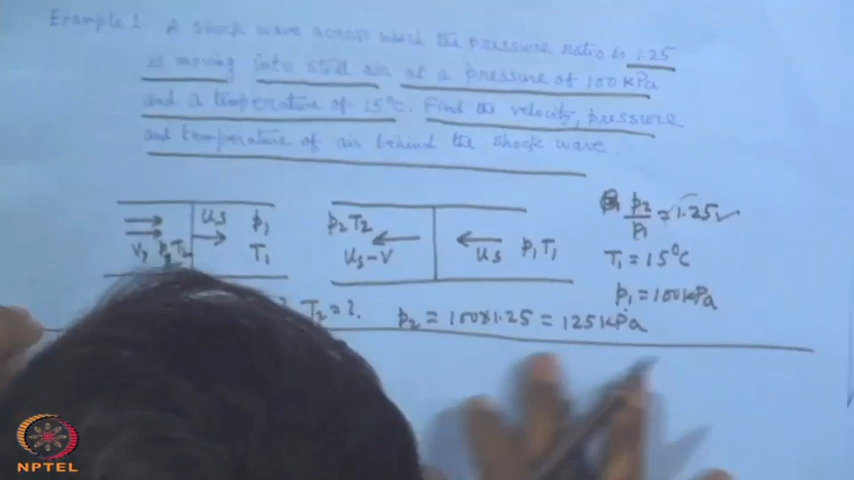 Example 1 A shock wave across which the pressure ratio is 1.25
is moving into still air at a pressure of 100 kPa
and a temperature of 15°C. Find the velocity, pressure
and temperature of air behind the shock wave.
us p1
V, p2 T2 T1
p2 T2
us-V us p1 T1
p2/p1 = 1.25
T1 = 15°C
p1 = 100 kPa
T2 = ?. p2 = 100×1.25 = 125 kPa
NPTEL